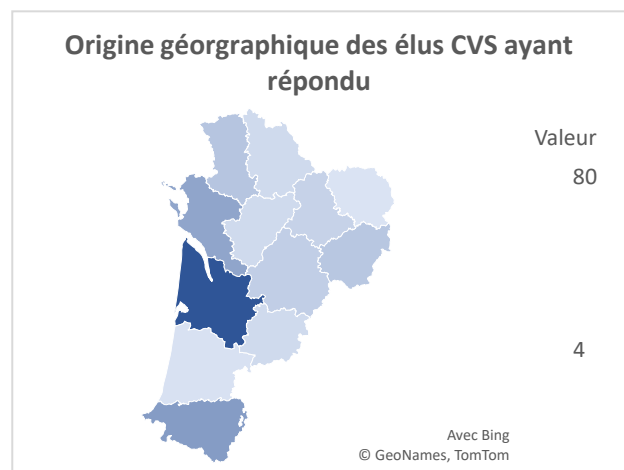 Origine géorgraphique des élus CVS ayant
répondu
Valeur
80
4
Avec Bing
© GeoNames, TomTom